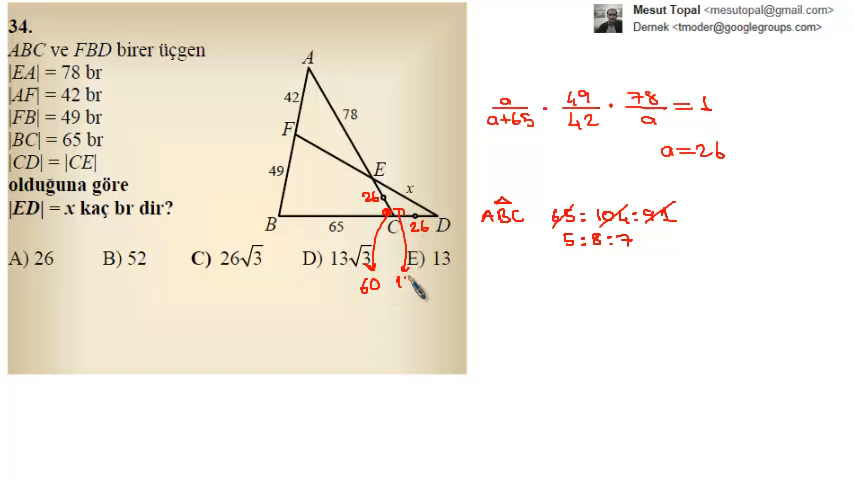 Mesut Topal <mesutopal@gmail.com>
Dernek <tmoder@googlegroups.com>
34.
ABC ve FBD birer üçgen
|EA| = 78 br
|AF| = 42 br
|FB| = 49 br
|BC| = 65 br
|CD| = |CE|
olduğuna göre
|ED| = x kaç br dir?
A
42
78
F
E
49
26
x
B
65
C
26
D
A) 26 B) 52 C) 26√3 D) 13√3 E) 13
60
a/(a+65) · 49/42 · 78/a = 1
a = 26
ABC 65 : 104 : 91
5 : 8 : 7